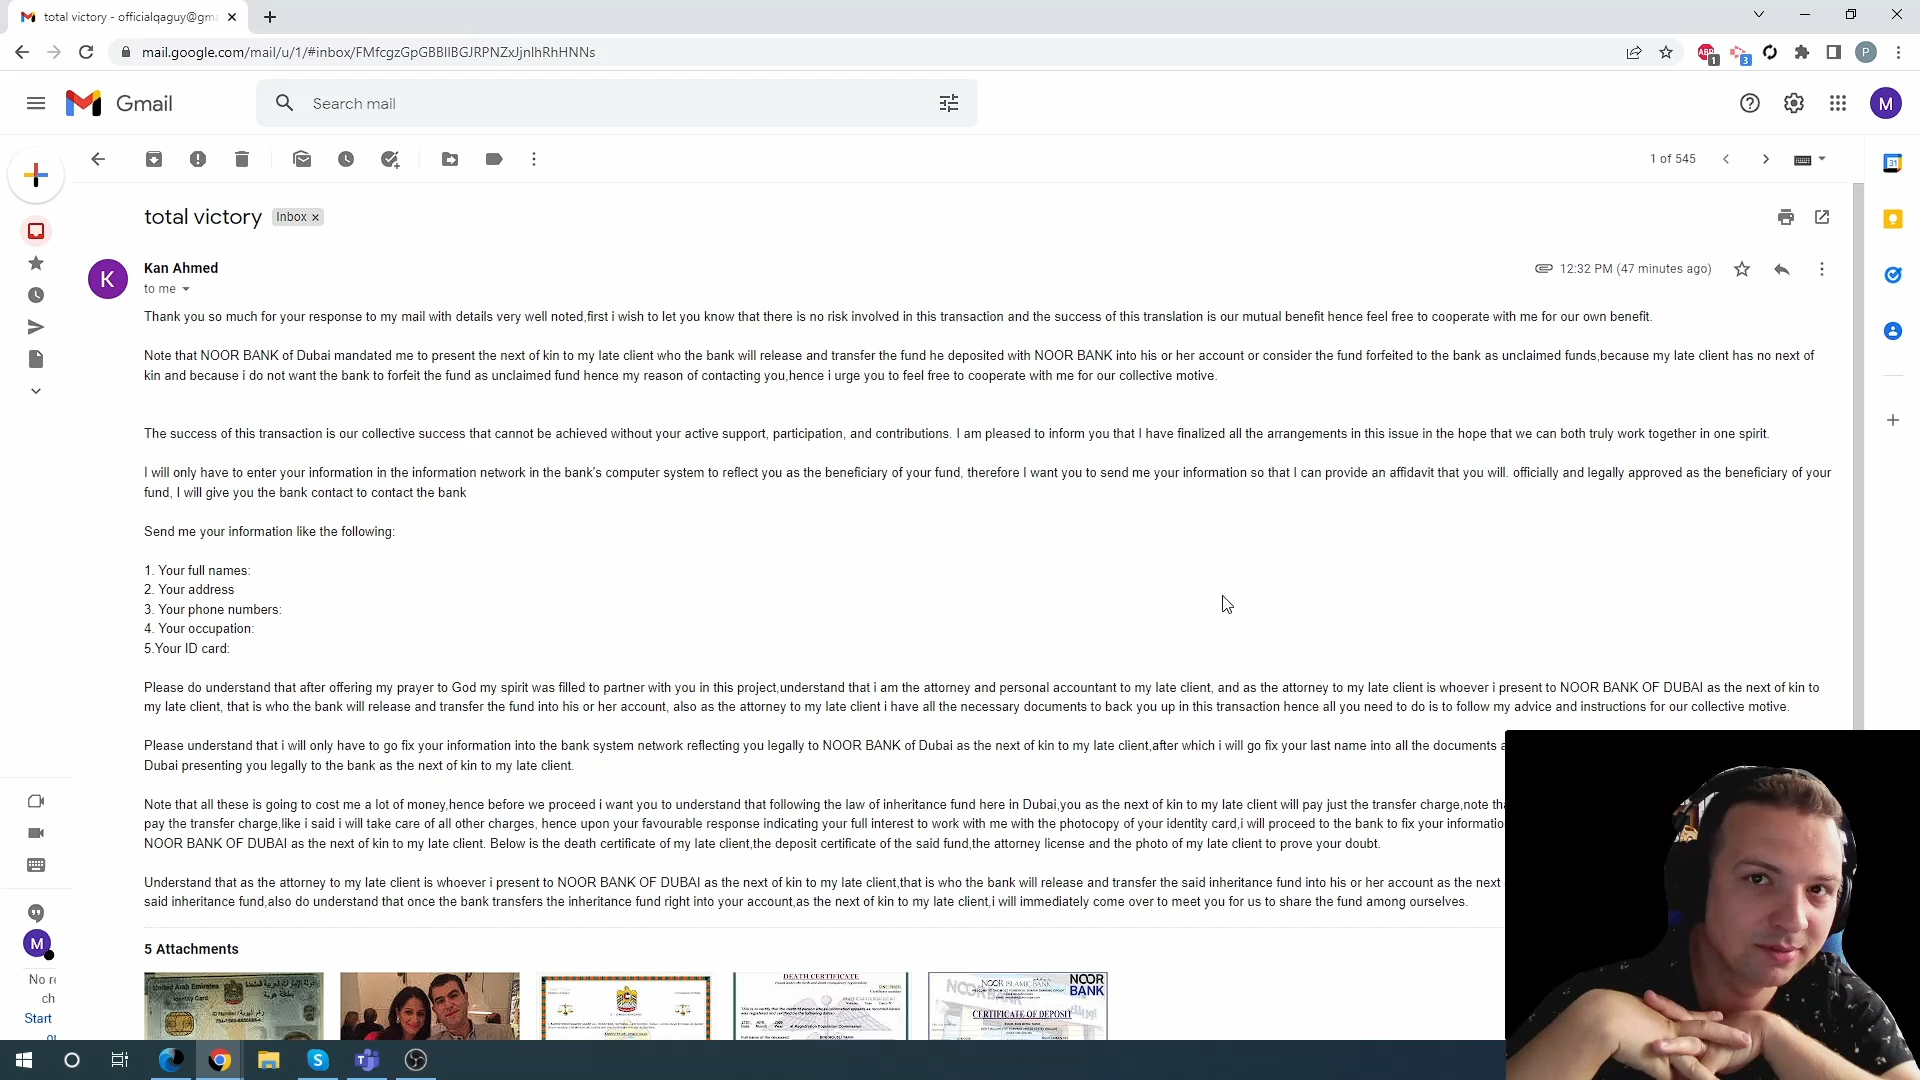 total victory - officialqaguy@gm
mail.google.com/mail/u/1/#inbox/FMfcgzGpGBBIIBGJRPNZxJjnlhRhHNNs
ABP
1
3
P
Gmail
Search mail
M
1 of 545
31
total victory
Inbox ×
K
Kan Ahmed
12:32 PM (47 minutes ago)
to me
Thank you so much for your response to my mail with details very well noted,first i wish to let you know that there is no risk involved in this transaction and the success of this translation is our mutual benefit hence feel free to cooperate with me for our own benefit.
Note that NOOR BANK of Dubai mandated me to present the next of kin to my late client who the bank will release and transfer the fund he deposited with NOOR BANK into his or her account or consider the fund forfeited to the bank as unclaimed funds,because my late client has no next of
kin and because i do not want the bank to forfeit the fund as unclaimed fund hence my reason of contacting you,hence i urge you to feel free to cooperate with me for our collective motive.
The success of this transaction is our collective success that cannot be achieved without your active support, participation, and contributions. I am pleased to inform you that I have finalized all the arrangements in this issue in the hope that we can both truly work together in one spirit.
I will only have to enter your information in the information network in the bank's computer system to reflect you as the beneficiary of your fund, therefore I want you to send me your information so that I can provide an affidavit that you will. officially and legally approved as the beneficiary of your
fund, I will give you the bank contact to contact the bank
Send me your information like the following:
1. Your full names:
2. Your address
3. Your phone numbers:
4. Your occupation:
5.Your ID card:
Please do understand that after offering my prayer to God my spirit was filled to partner with you in this project,understand that i am the attorney and personal accountant to my late client, and as the attorney to my late client is whoever i present to NOOR BANK OF DUBAI as the next of kin to
my late client, that is who the bank will release and transfer the fund into his or her account, also as the attorney to my late client i have all the necessary documents to back you up in this transaction hence all you need to do is to follow my advice and instructions for our collective motive.
Please understand that i will only have to go fix your information into the bank system network reflecting you legally to NOOR BANK of Dubai as the next of kin to my late client,after which i will go fix your last name into all the documents a
Dubai presenting you legally to the bank as the next of kin to my late client.
Note that all these is going to cost me a lot of money,hence before we proceed i want you to understand that following the law of inheritance fund here in Dubai,you as the next of kin to my late client will pay just the transfer charge,note tha
pay the transfer charge,like i said i will take care of all other charges, hence upon your favourable response indicating your full interest to work with me with the photocopy of your identity card,i will proceed to the bank to fix your informatio
NOOR BANK OF DUBAI as the next of kin to my late client. Below is the death certificate of my late client,the deposit certificate of the said fund,the attorney license and the photo of my late client to prove your doubt.
Understand that as the attorney to my late client is whoever i present to NOOR BANK OF DUBAI as the next of kin to my late client,that is who the bank will release and transfer the said inheritance fund into his or her account as the next
said inheritance fund,also do understand that once the bank transfers the inheritance fund right into your account,as the next of kin to my late client,i will immediately come over to meet you for us to share the fund among ourselves.
5 Attachments
M
No re
ch
Start
United Arab Emirates
Identity Card
ID Number
DEATH CERTIFICATE
NOOR ISLAMIC BANK
NOOR
BANK
CERTIFICATE OF DEPOSIT